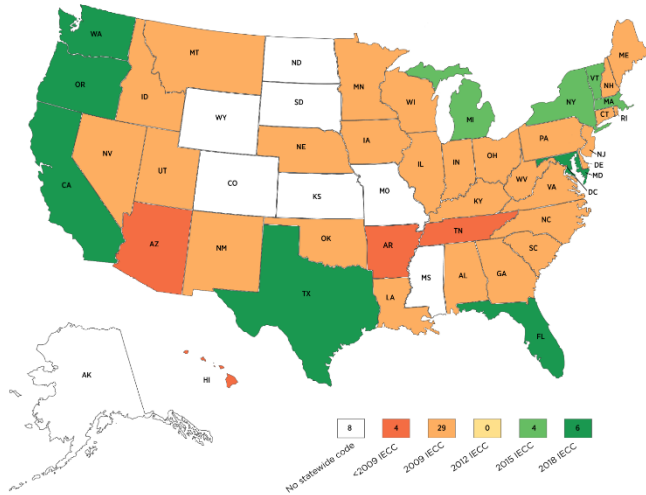 WA
MT
ND
OR
ID
SD
WY
MN
WI
MI
VT
NH
ME
NY
MA
CT
RI
NV
UT
CO
NE
IA
IL
IN
OH
PA
NJ
DE
MD
DC
CA
KS
MO
KY
WV
VA
AZ
NM
OK
AR
TN
NC
SC
TX
LA
MS
AL
GA
FL
AK
HI
8
4
29
0
4
6
No statewide code
<2009 IECC
2009 IECC
2012 IECC
2015 IECC
2018 IECC